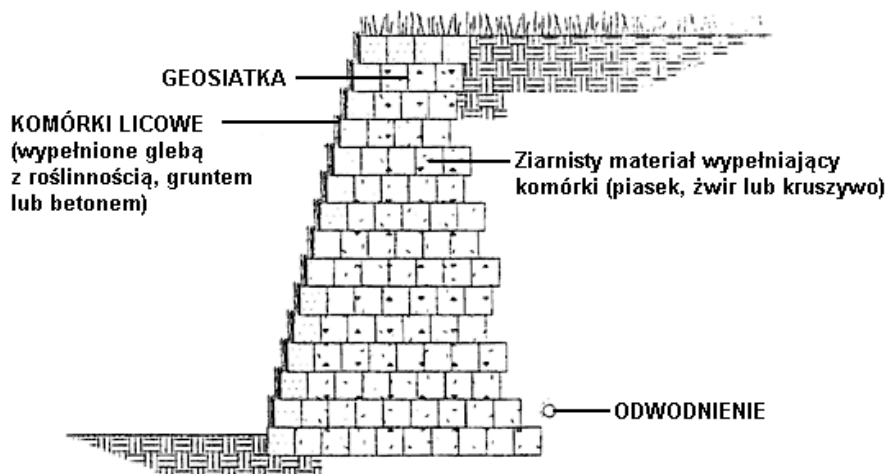 GEOSIATKA
KOMÓRKI LICOWE
(wypełnione glebą
z roślinnością, gruntem
lub betonem)
Ziarnisty materiał wypełniający
komórki (piasek, żwir lub kruszywo)
ODWODNIENIE